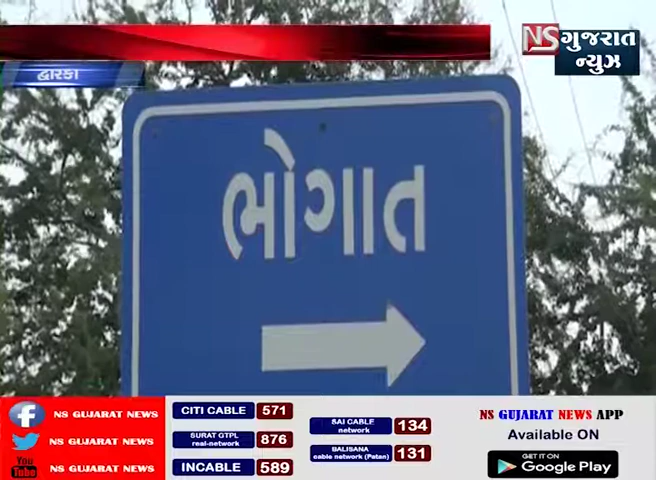 NS ગુજરાત
ન્યુઝ
દ્વારકા
ભોગાત
NS GUJARAT NEWS
NS GUJARAT NEWS
You Tube NS GUJARAT NEWS
CITI CABLE 571
SURAT GTPL
real-network 876
INCABLE 589
SAI CABLE
network 134
BALISANA
cable network (Patan) 131
NS GUJARAT NEWS APP
Available ON
GET IT ON
Google Play